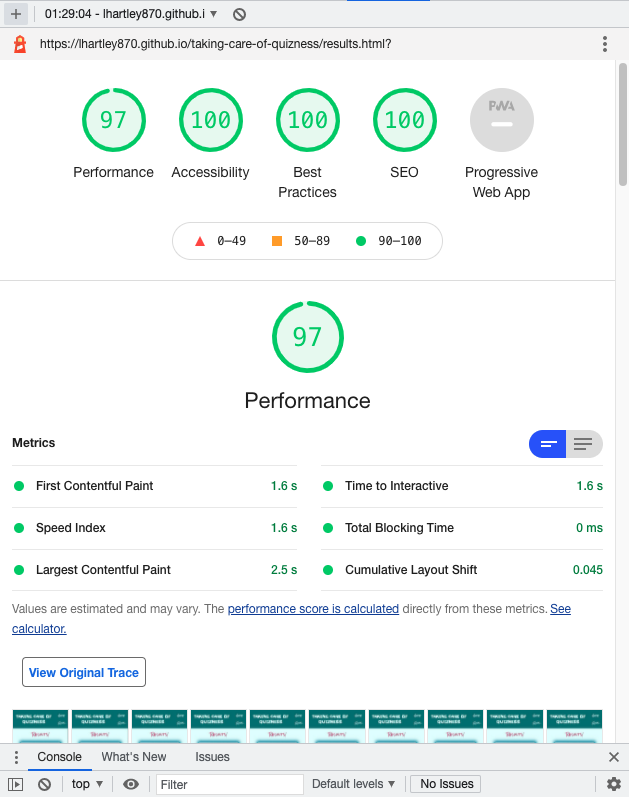 01:29:04 - lhartley870.github.i
https://lhartley870.github.io/taking-care-of-quizness/results.html?
97
100
100
100
PWA
Performance
Accessibility
Best
Practices
SEO
Progressive
Web App
0–49
50–89
90–100
97
Performance
Metrics
First Contentful Paint
1.6 s
Time to Interactive
1.6 s
Speed Index
1.6 s
Total Blocking Time
0 ms
Largest Contentful Paint
2.5 s
Cumulative Layout Shift
0.045
Values are estimated and may vary. The performance score is calculated directly from these metrics. See
calculator.
View Original Trace
Console
What's New
Issues
top
Filter
Default levels
No Issues